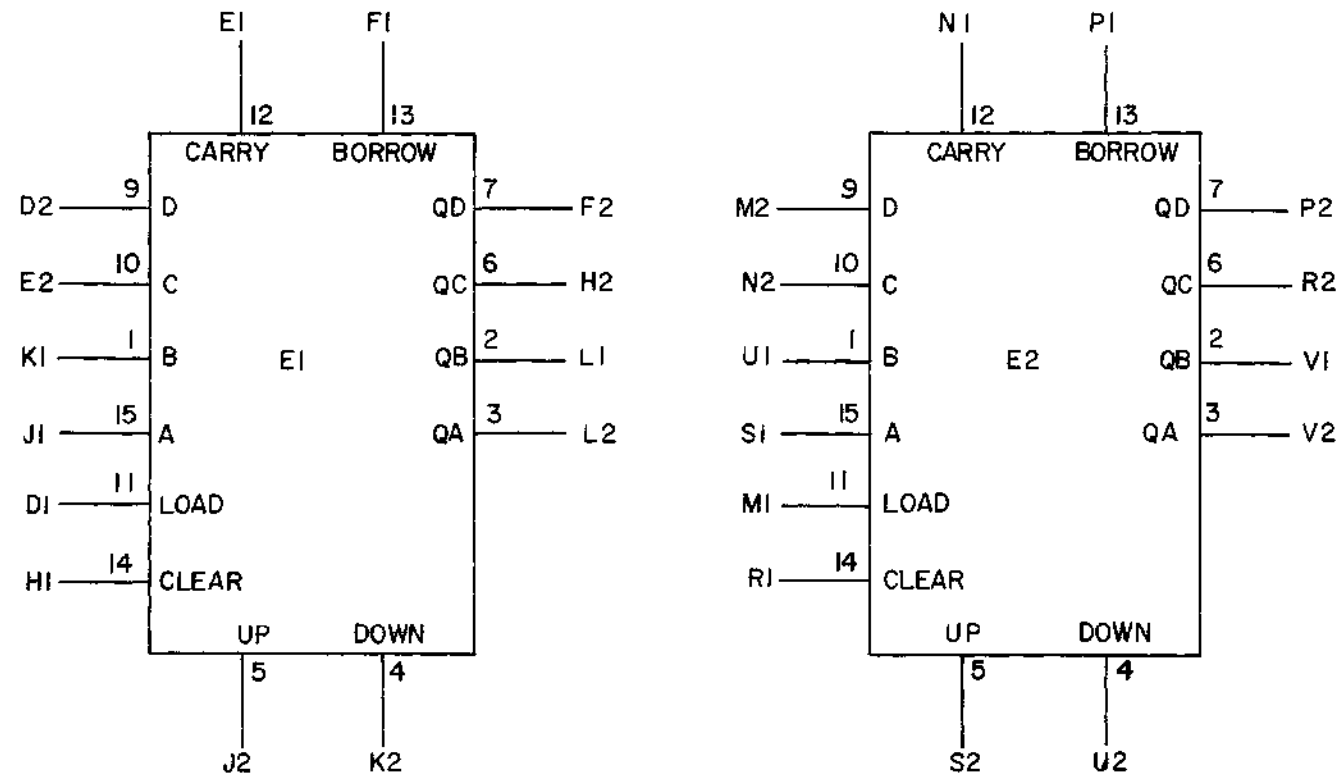 E1 F1 N1 P1
12 13 12 13
CARRY BORROW CARRY BORROW
D2 9 D QD 7 F2 M2 9 D QD 7 P2
E2 10 C QC 6 H2 N2 10 C QC 6 R2
K1 1 B E1 QB 2 L1 U1 1 B E2 QB 2 V1
J1 15 A QA 3 L2 S1 15 A QA 3 V2
D1 11 LOAD M1 11 LOAD
H1 14 CLEAR R1 14 CLEAR
UP DOWN UP DOWN
5 4 5 4
J2 K2 S2 U2